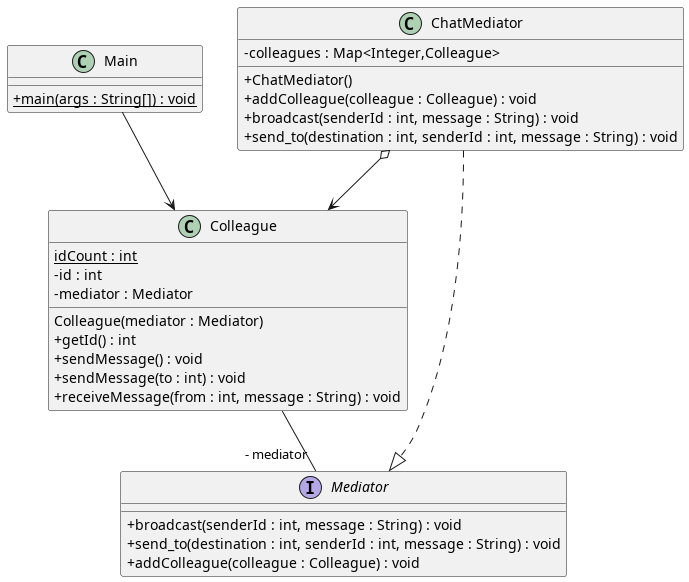 C Main
+main(args : String[]) : void
C ChatMediator
-colleagues : Map<Integer,Colleague>
+ChatMediator()
+addColleague(colleague : Colleague) : void
+broadcast(senderId : int, message : String) : void
+send_to(destination : int, senderId : int, message : String) : void
C Colleague
idCount : int
-id : int
-mediator : Mediator
Colleague(mediator : Mediator)
+getId() : int
+sendMessage() : void
+sendMessage(to : int) : void
+receiveMessage(from : int, message : String) : void
- mediator
I Mediator
+broadcast(senderId : int, message : String) : void
+send_to(destination : int, senderId : int, message : String) : void
+addColleague(colleague : Colleague) : void